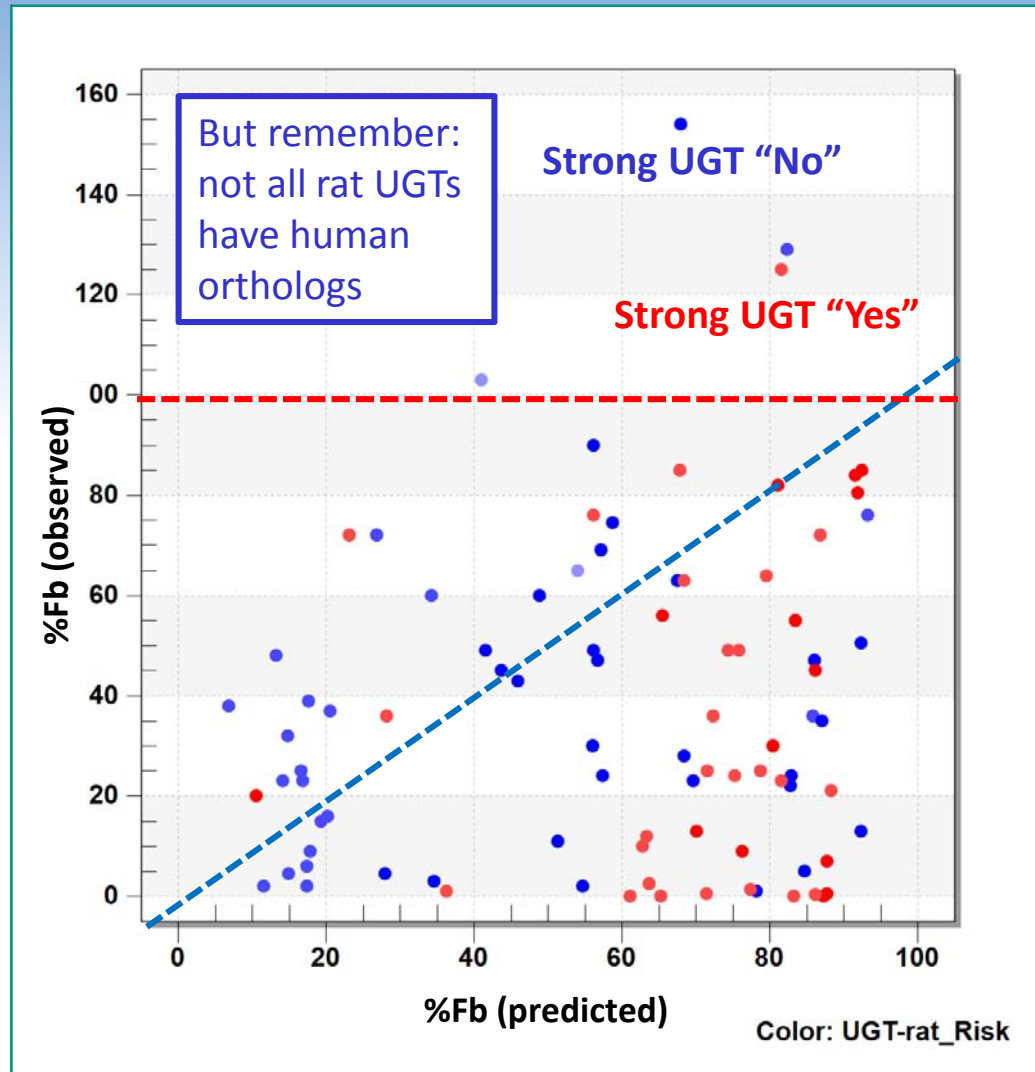 160
But remember:
not all rat UGTs
have human
orthologs
Strong UGT “No”
140
120
Strong UGT “Yes”
00
80
60
40
20
0
%Fb (observed)
0 20 40 60 80 100
%Fb (predicted)
Color: UGT-rat_Risk